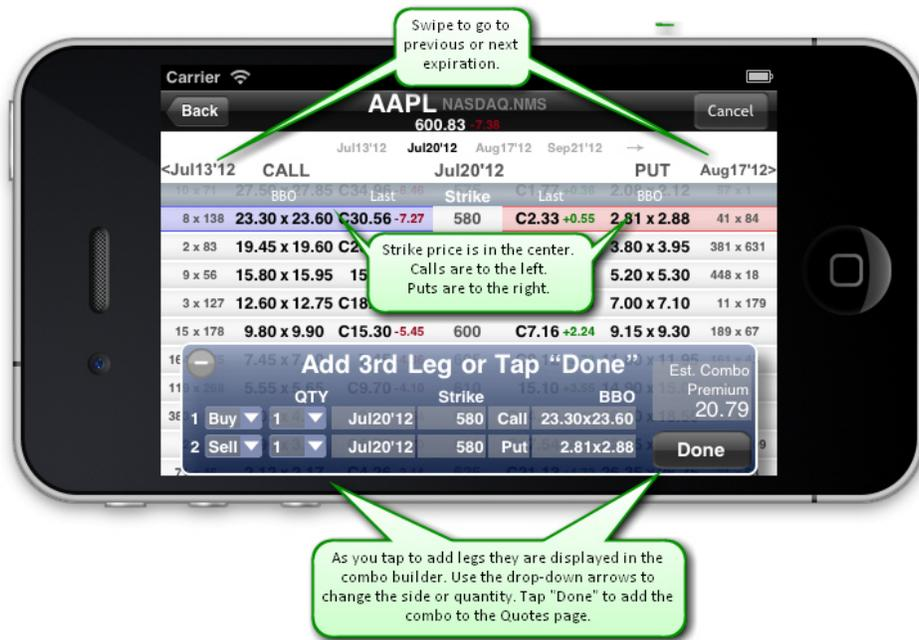 Swipe to go to
previous or next
expiration.
Carrier
Back
AAPL NASDAQ.NMS
Cancel
600.83 -7.38
Jul13'12 Jul20'12 Aug17'12 Sep21'12 →
<Jul13'12 CALL Jul20'12 PUT Aug17'12>
BBO Last Strike Last BBO
8 x 138 23.30 x 23.60 C30.56 -7.27 580 C2.33 +0.55 2.81 x 2.88 41 x 84
2 x 83 19.45 x 19.60 3.80 x 3.95 381 x 631
Strike price is in the center.
Calls are to the left.
Puts are to the right.
9 x 56 15.80 x 15.95 5.20 x 5.30 448 x 18
3 x 127 12.60 x 12.75 7.00 x 7.10 11 x 179
15 x 178 9.80 x 9.90 C15.30 -5.45 600 C7.16 +2.24 9.15 x 9.30 189 x 67
Add 3rd Leg or Tap “Done”
Est. Combo
Premium
20.79
QTY Strike BBO
1 Buy 1 Jul20'12 580 Call 23.30x23.60
2 Sell 1 Jul20'12 580 Put 2.81x2.88
Done
As you tap to add legs they are displayed in the
combo builder. Use the drop-down arrows to
change the side or quantity. Tap "Done" to add the
combo to the Quotes page.